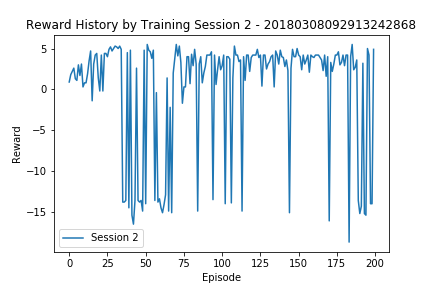 Reward History by Training Session 2 - 20180308092913242868
Reward
5
0
−5
−10
−15
Session 2
0 25 50 75 100 125 150 175 200
Episode